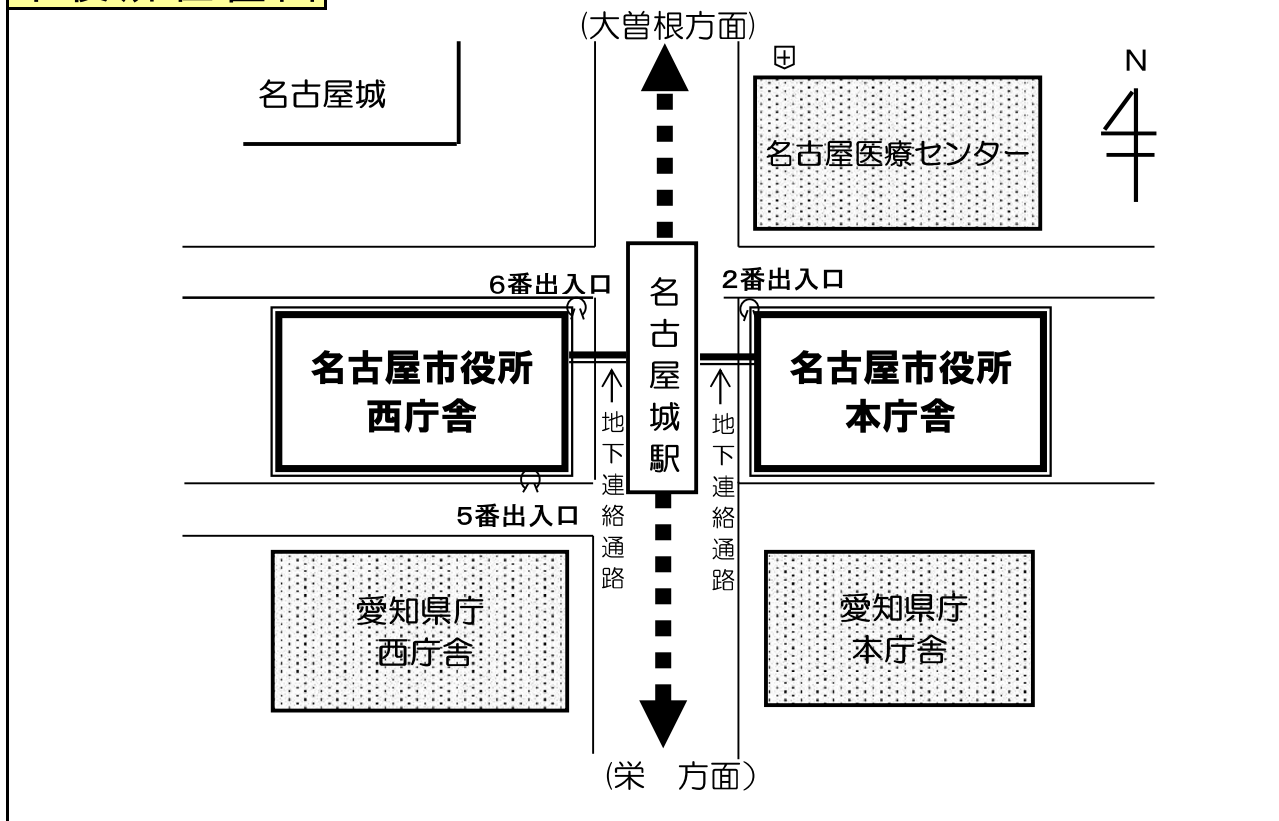 (大曽根方面)
名古屋城
N
名古屋医療センター
6番出入口
2番出入口
名古屋城駅
名古屋市役所
西庁舎
名古屋市役所
本庁舎
地下連絡通路
地下連絡通路
5番出入口
愛知県庁
西庁舎
愛知県庁
本庁舎
(栄　方面)